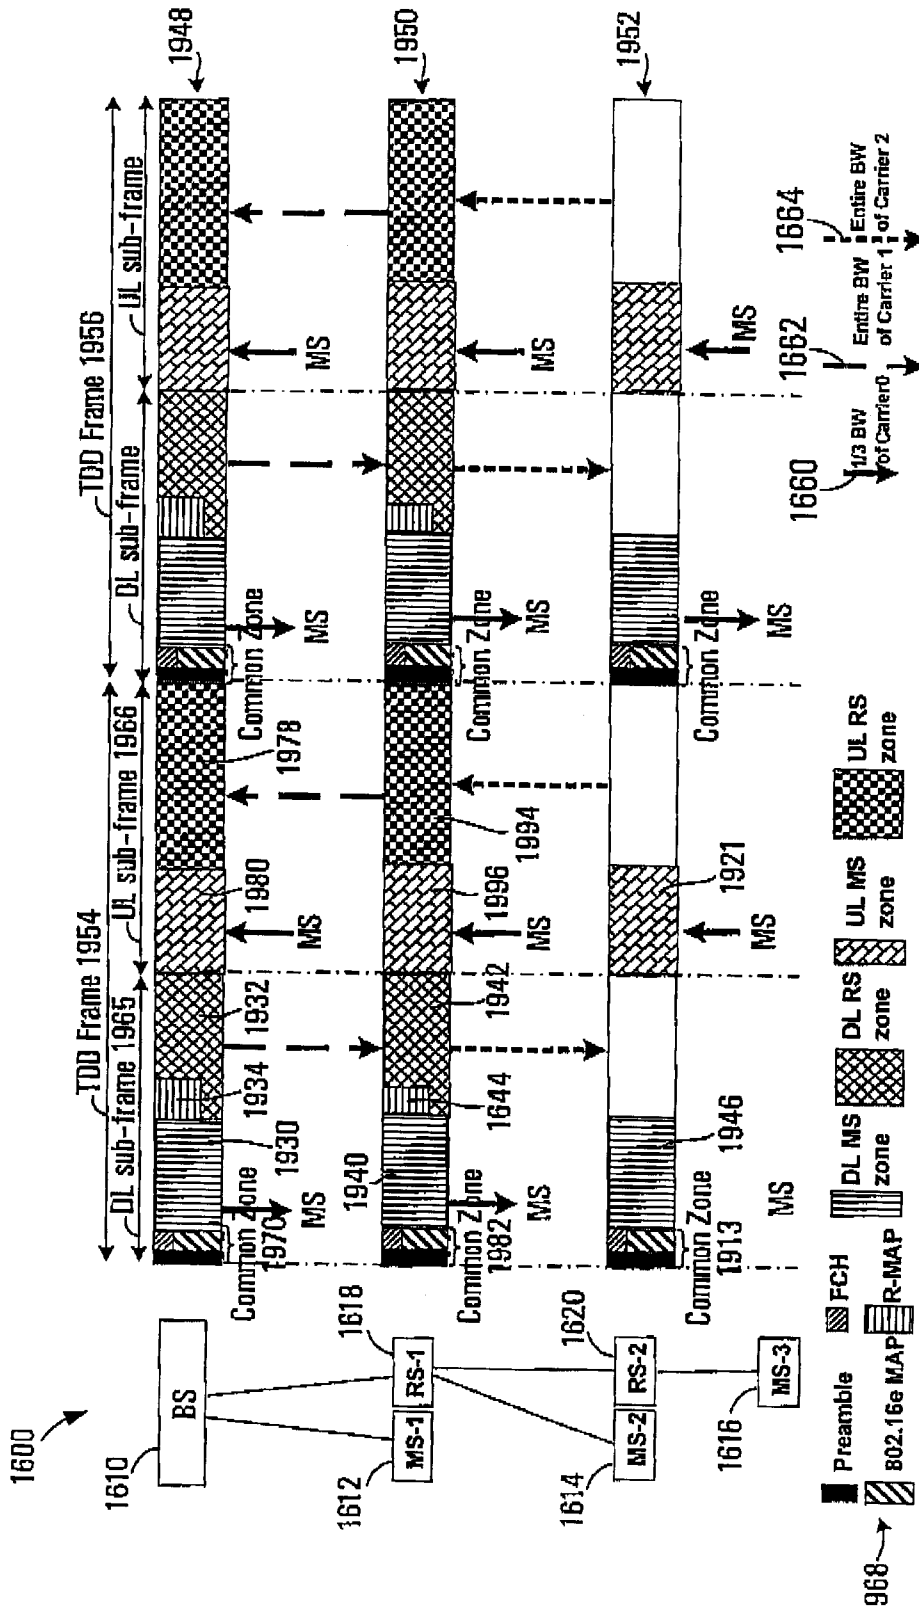 1600
1610
BS
1612
MS-1
RS-1
1618
1614
MS-2
RS-2
1620
1616
MS-3
TDD Frame 1954
TDD Frame 1956
DL sub-frame 1965
UL sub-frame 1966
DL sub-frame
UL sub-frame
1948
1930
1934
1932
1980
1978
Common Zone
1970
MS
MS
Common Zone
MS
MS
1950
1940
1644
1942
1996
1994
Common Zone
1982
MS
MS
Common Zone
MS
MS
1952
1946
1921
Common Zone
1913
MS
MS
Common Zone
MS
MS
1660
1/3 BW
of Carrier0
1662
Entire BW
of Carrier 1
1664
Entire BW
of Carrier 2
968
Preamble
FCH
802.16e MAP
R-MAP
DL MS
zone
DL RS
zone
UL MS
zone
UL RS
zone